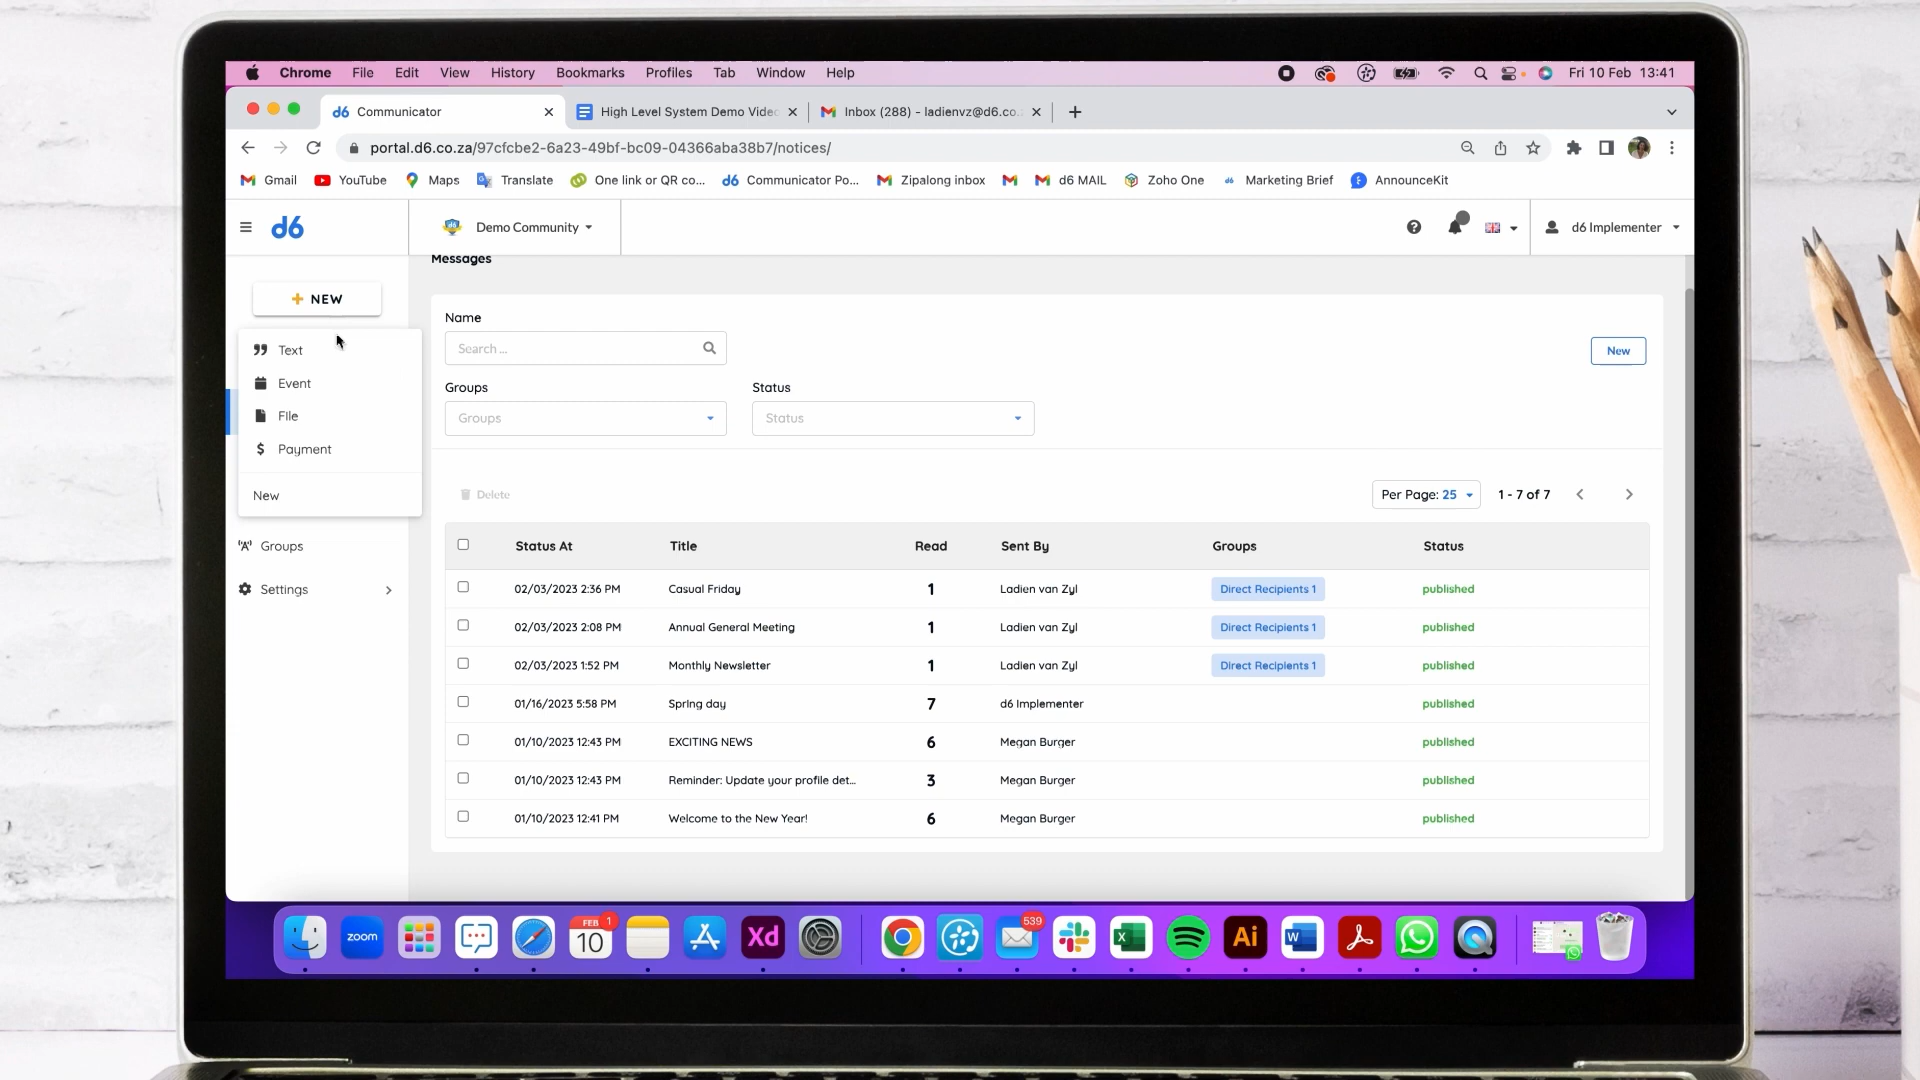 Chrome File Edit View History Bookmarks Profiles Tab Window Help Fri 10 Feb 13:41
d6 Communicator High Level System Demo Vide Inbox (288) - ladienvz@d6.co.
portal.d6.co.za/97cfcbe2-6a23-49bf-bc09-04366aba38b7/notices/
Gmail YouTube Maps Translate One link or QR co... d6 Communicator Po... Zipalong inbox d6 MAIL Zoho One d6 Marketing Brief AnnounceKit
d6 Demo Community d6 Implementer
Messages
+ NEW
Name
Text
Search ...
New
Event
Groups Status
File
Groups Status
Payment
New
Delete Per Page: 25 1 - 7 of 7
Groups
Status At Title Read Sent By Groups Status
Settings
02/03/2023 2:36 PM Casual Friday 1 Ladien van Zyl Direct Recipients 1 published
02/03/2023 2:08 PM Annual General Meeting 1 Ladien van Zyl Direct Recipients 1 published
02/03/2023 1:52 PM Monthly Newsletter 1 Ladien van Zyl Direct Recipients 1 published
01/16/2023 5:58 PM Spring day 7 d6 Implementer published
01/10/2023 12:43 PM EXCITING NEWS 6 Megan Burger published
01/10/2023 12:43 PM Reminder: Update your profile det... 3 Megan Burger published
01/10/2023 12:41 PM Welcome to the New Year! 6 Megan Burger published
zoom FEB 1 10 Xd 539 X Ai W